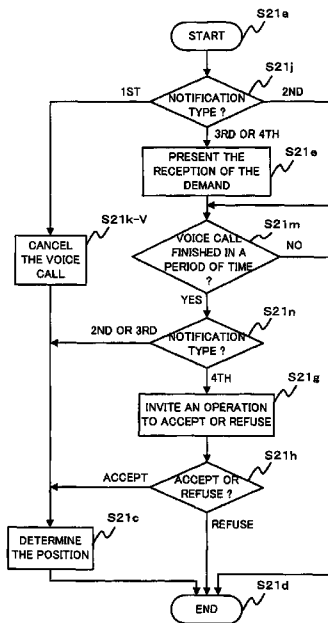 S21a
START
S21j
1ST
NOTIFICATION
TYPE ?
2ND
3RD OR 4TH
S21e
PRESENT THE
RECEPTION OF THE
DEMAND
S21k-V
CANCEL
THE VOICE
CALL
S21m
VOICE CALL
FINISHED IN A
PERIOD OF TIME
?
NO
YES
S21n
2ND OR 3RD
NOTIFICATION
TYPE ?
4TH
S21g
INVITE AN OPERATION
TO ACCEPT OR REFUSE
S21h
ACCEPT
ACCEPT OR
REFUSE ?
REFUSE
S21c
DETERMINE
THE POSITION
S21d
END